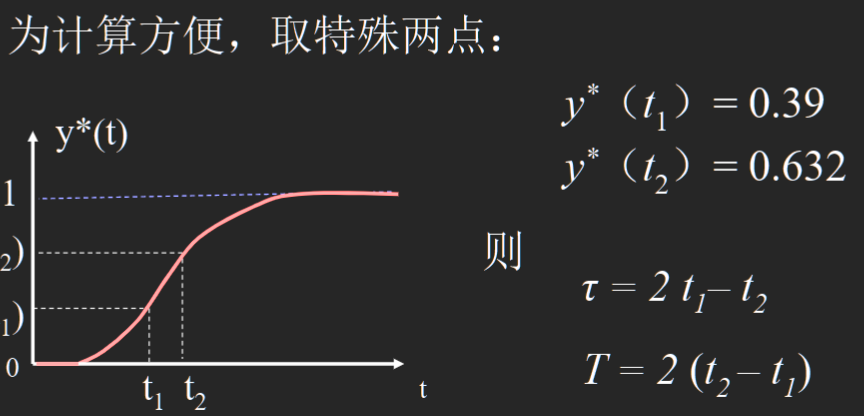 为计算方便，取特殊两点：
y*(t)
1
2)
1)
0
t₁ t₂
t
y*（t₁）= 0.39
y*（t₂）= 0.632
则
τ = 2 t₁– t₂
T = 2 (t₂– t₁)